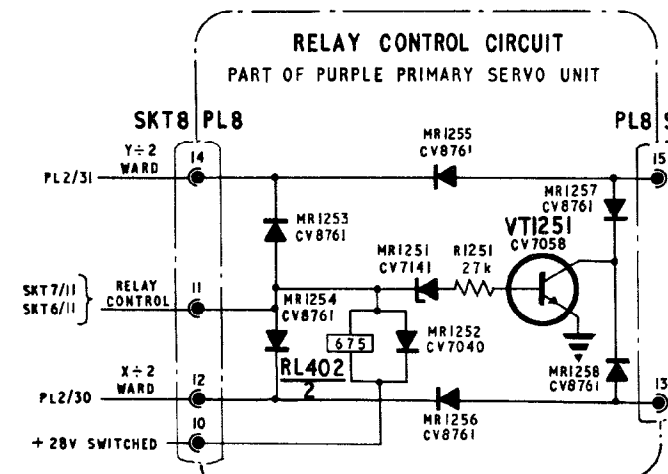 RELAY CONTROL CIRCUIT
PART OF PURPLE PRIMARY SERVO UNIT
SKT8 PL8
PL8 S
Y÷2
WARD
14
PL2/31
MR1255
CV8761
15
MR1257
CV8761
MR1253
CV8761
VT1251
CV7058
MR1251
CV7141
R1251
27k
SKT7/11
SKT6/11
RELAY
CONTROL
11
MR1254
CV8761
675
MR1252
CV7040
RL402
2
MR1258
CV8761
X÷2
WARD
12
PL2/30
13
MR1256
CV8761
10
+28V SWITCHED